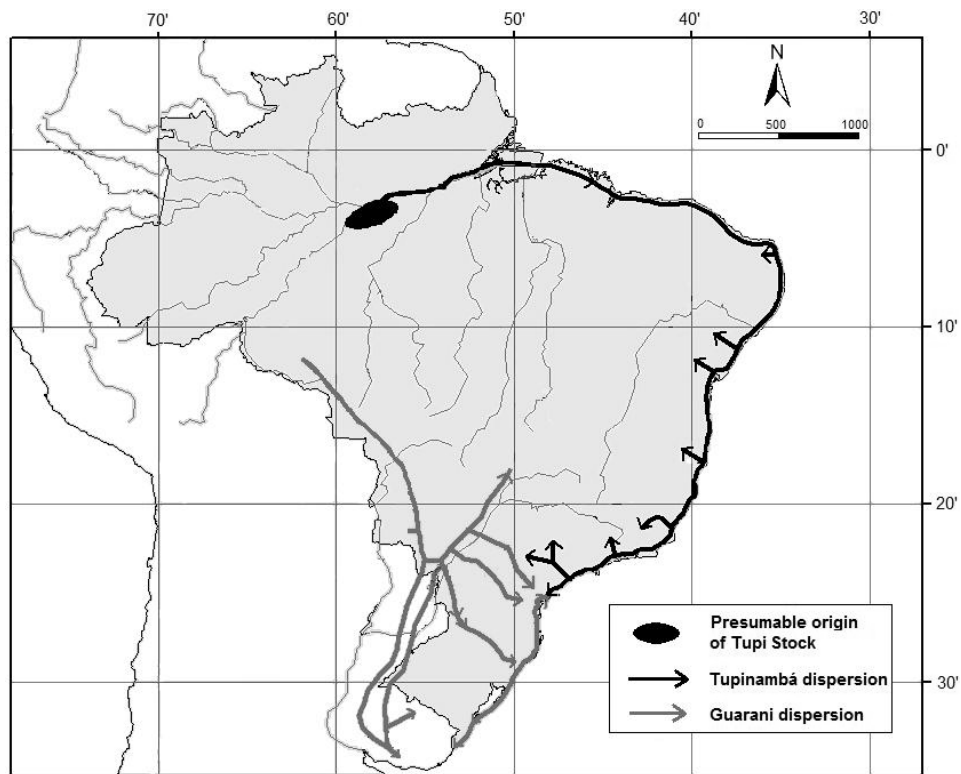 70' 60' 50' 40' 30'
N
0 500 1000
0'
10'
20'
30'
Presumable origin
of Tupi Stock
Tupinambá dispersion
Guarani dispersion